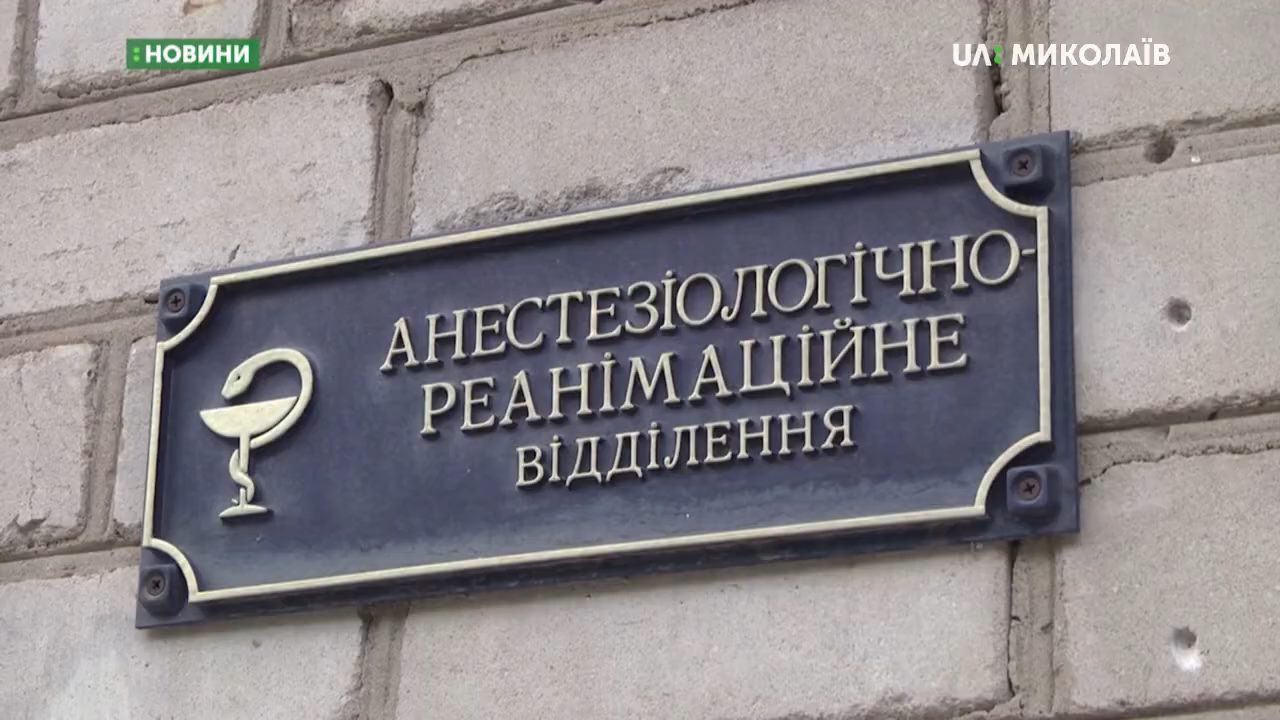 :НОВИНИ
UA: МИКОЛАЇВ
АНЕСТЕЗІОЛОГІЧНО-
РЕАНІМАЦІЙНЕ
ВІДДІЛЕННЯ